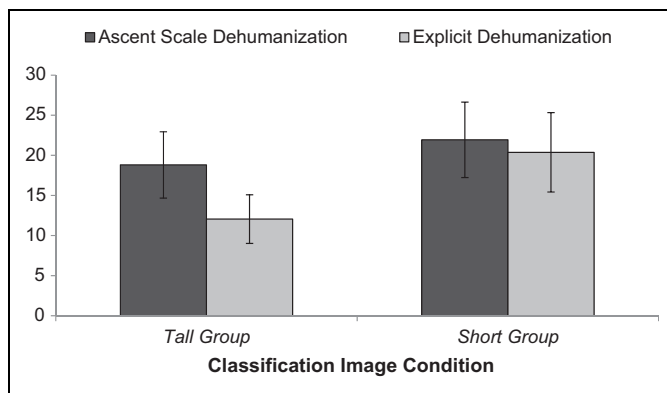 Ascent Scale Dehumanization Explicit Dehumanization
30
25
20
15
10
5
0
Tall Group Short Group
Classification Image Condition